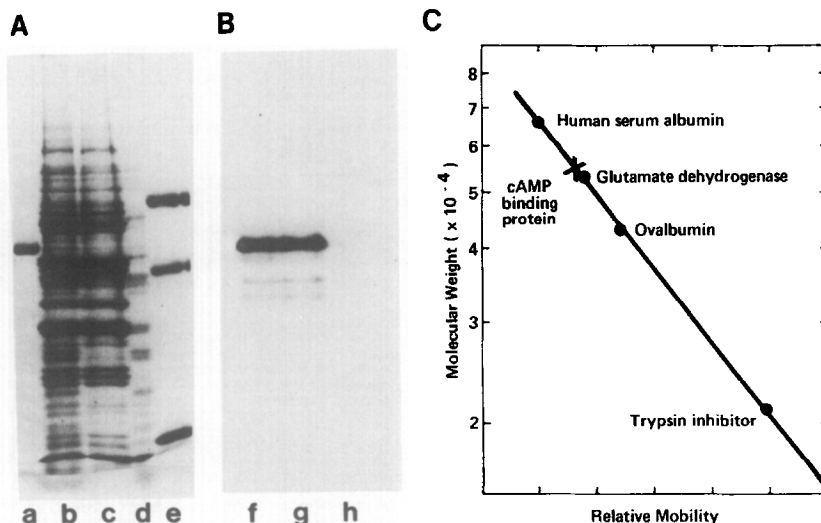 A
B
C
8
7
6
5
4
3
2
Molecular Weight ( x 10 - 4 )
Human serum albumin
cAMP
binding
protein
Glutamate dehydrogenase
Ovalbumin
Trypsin inhibitor
Relative Mobility
a b c d e
f g h